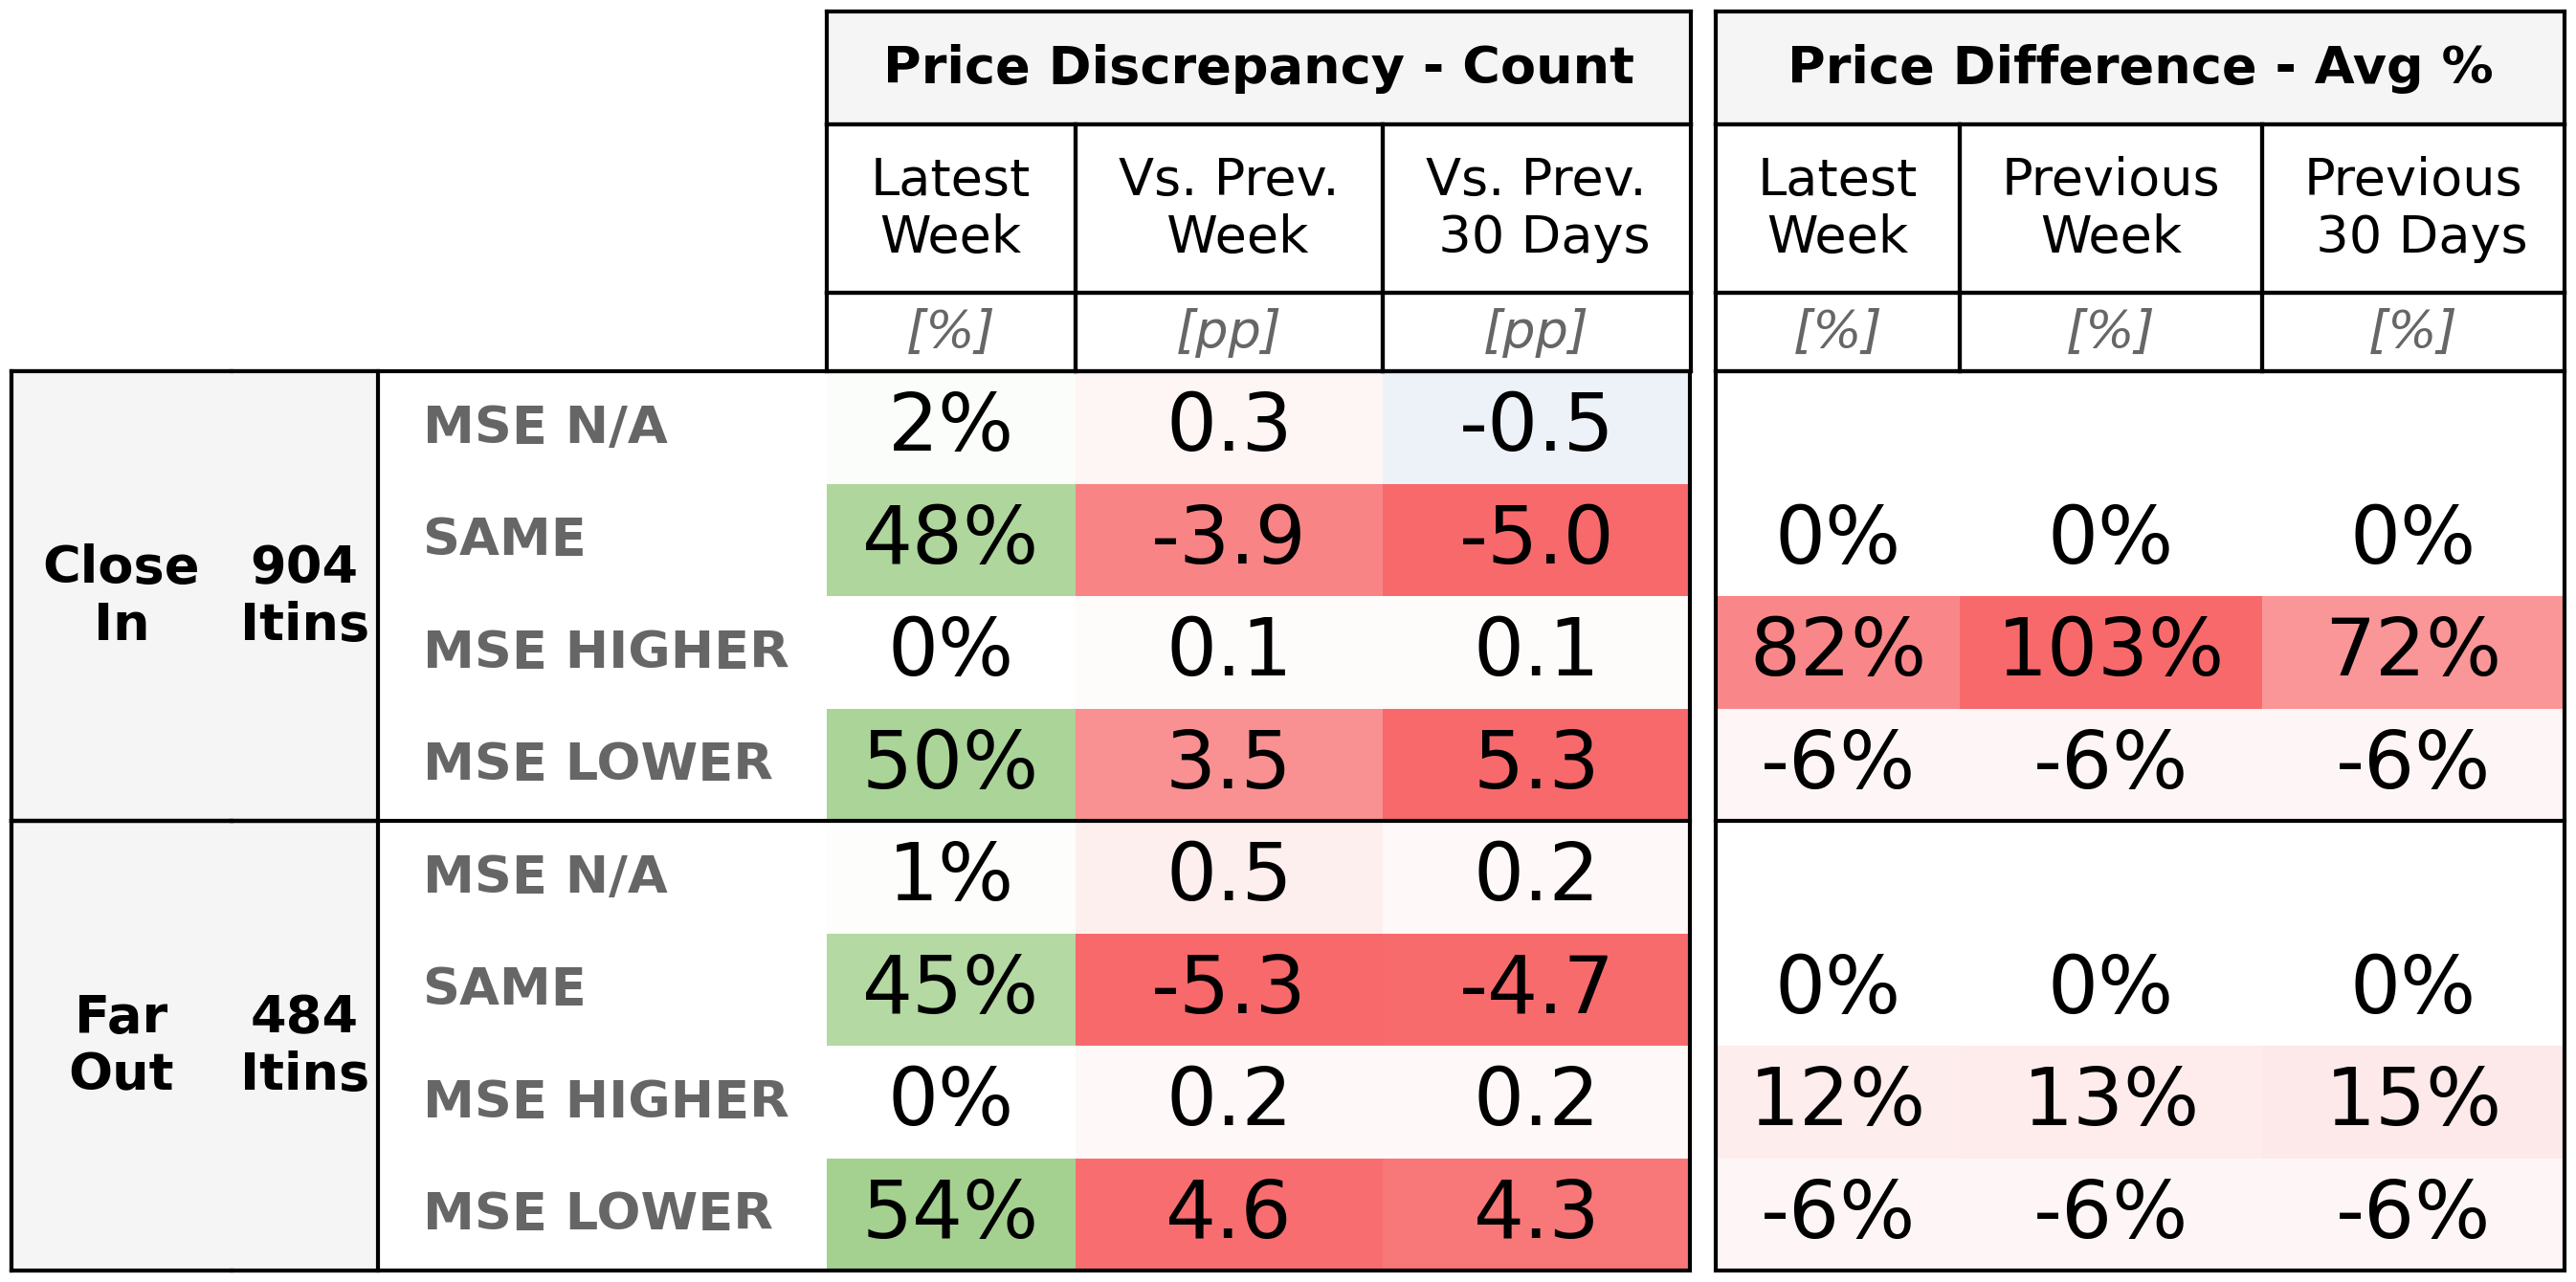 Price Discrepancy - Count Price Difference - Avg %
Latest Week Vs. Prev. Week Vs. Prev. 30 Days Latest Week Previous Week Previous 30 Days
[%] [pp] [pp] [%] [%] [%]
Close In 904 Itins
MSE N/A 2% 0.3 -0.5
SAME 48% -3.9 -5.0 0% 0% 0%
MSE HIGHER 0% 0.1 0.1 82% 103% 72%
MSE LOWER 50% 3.5 5.3 -6% -6% -6%
Far Out 484 Itins
MSE N/A 1% 0.5 0.2
SAME 45% -5.3 -4.7 0% 0% 0%
MSE HIGHER 0% 0.2 0.2 12% 13% 15%
MSE LOWER 54% 4.6 4.3 -6% -6% -6%